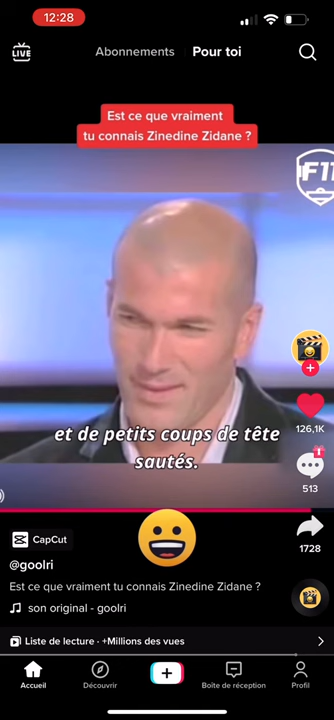 12:28
LIVE
Abonnements Pour toi
Est ce que vraiment
tu connais Zinedine Zidane ?
F11
et de petits coups de tête
sautés.
126,1K
513
1728
CapCut
@goolri
Est ce que vraiment tu connais Zinedine Zidane ?
son original - goolri
Liste de lecture · +Millions des vues
Accueil
Découvrir
Boîte de réception
Profil